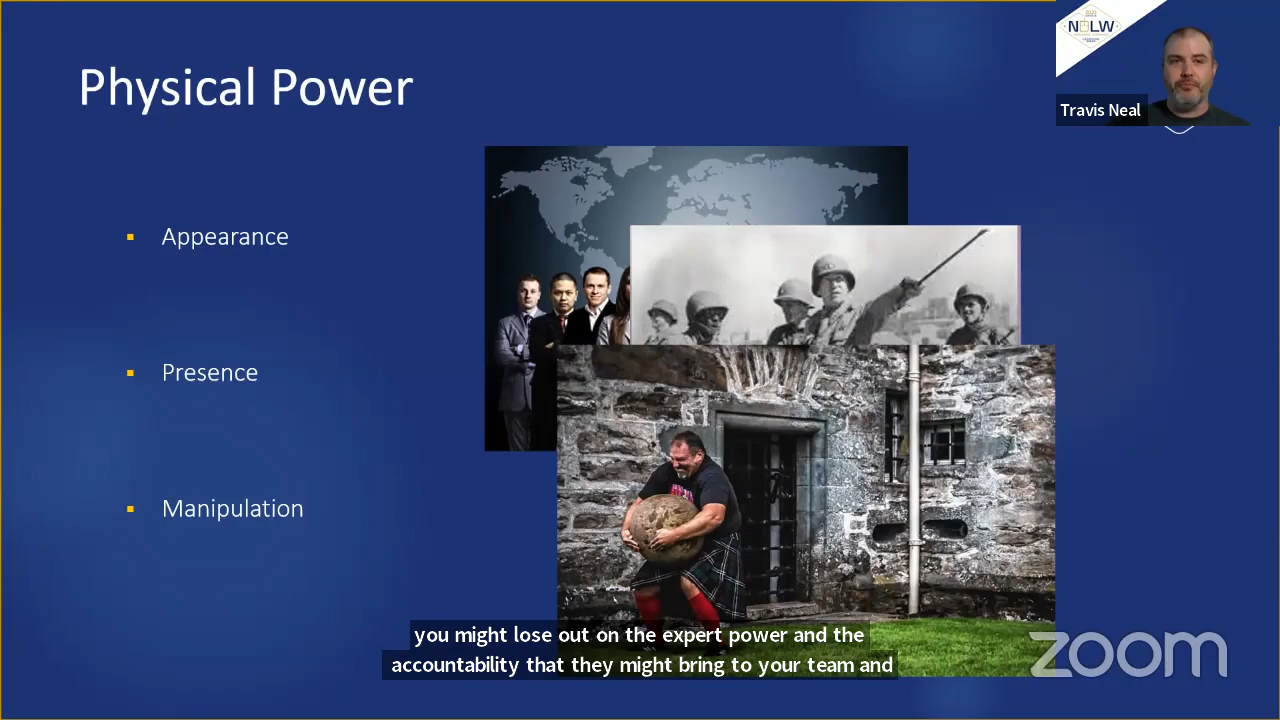 Physical Power
NOLW
Travis Neal
Appearance
Presence
Manipulation
you might lose out on the expert power and the
accountability that they might bring to your team and
zoom